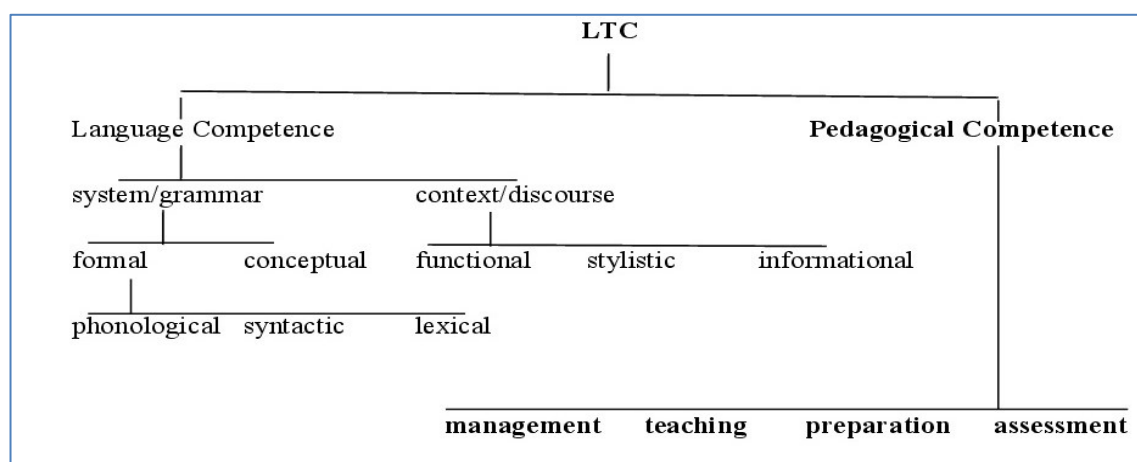 LTC
Language Competence Pedagogical Competence
system/grammar context/discourse
formal conceptual functional stylistic informational
phonological syntactic lexical
management teaching preparation assessment